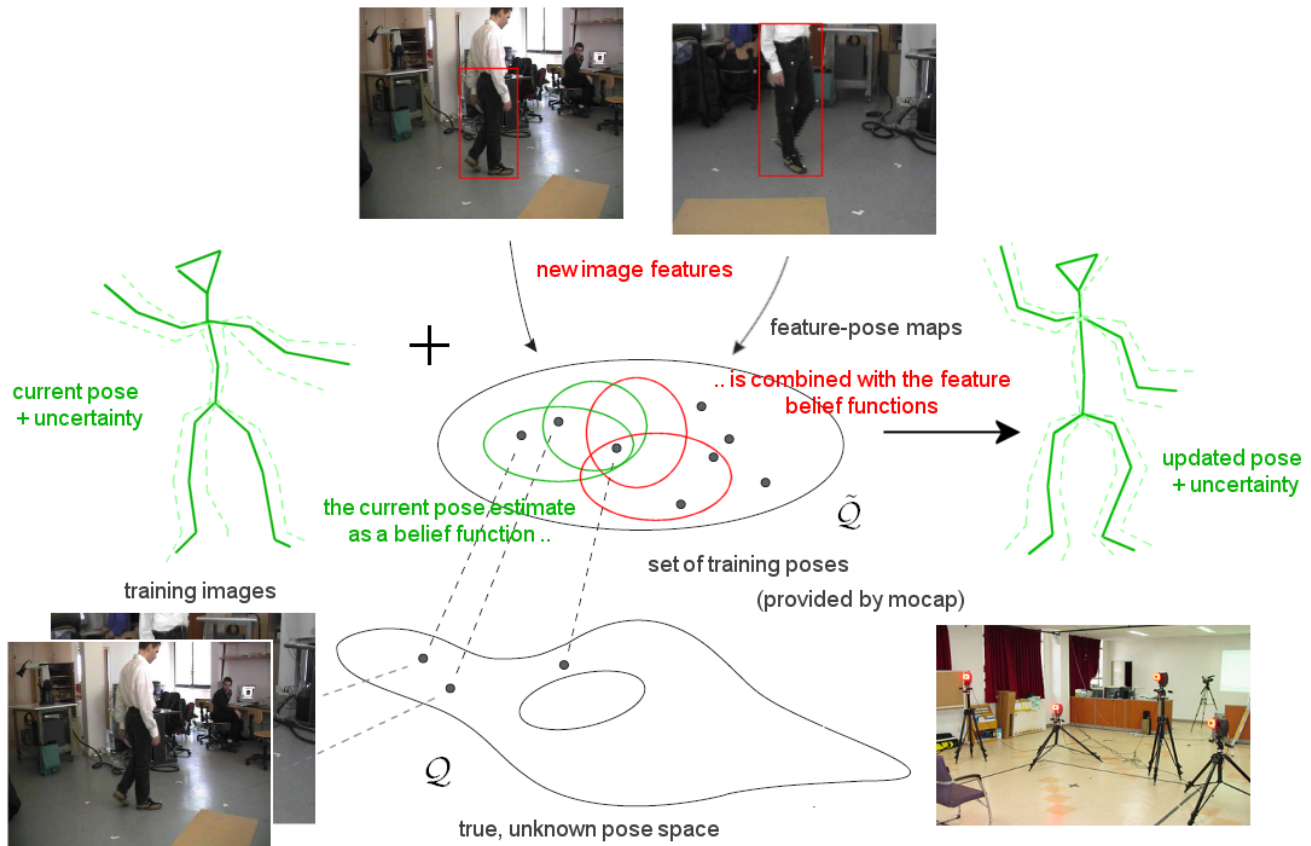 new image features
feature-pose maps
.. is combined with the feature
belief functions
current pose
+ uncertainty
+
the current pose estimate
as a belief function ..
updated pose
+ uncertainty
𝒬̃
set of training poses
(provided by mocap)
training images
𝒬
true, unknown pose space